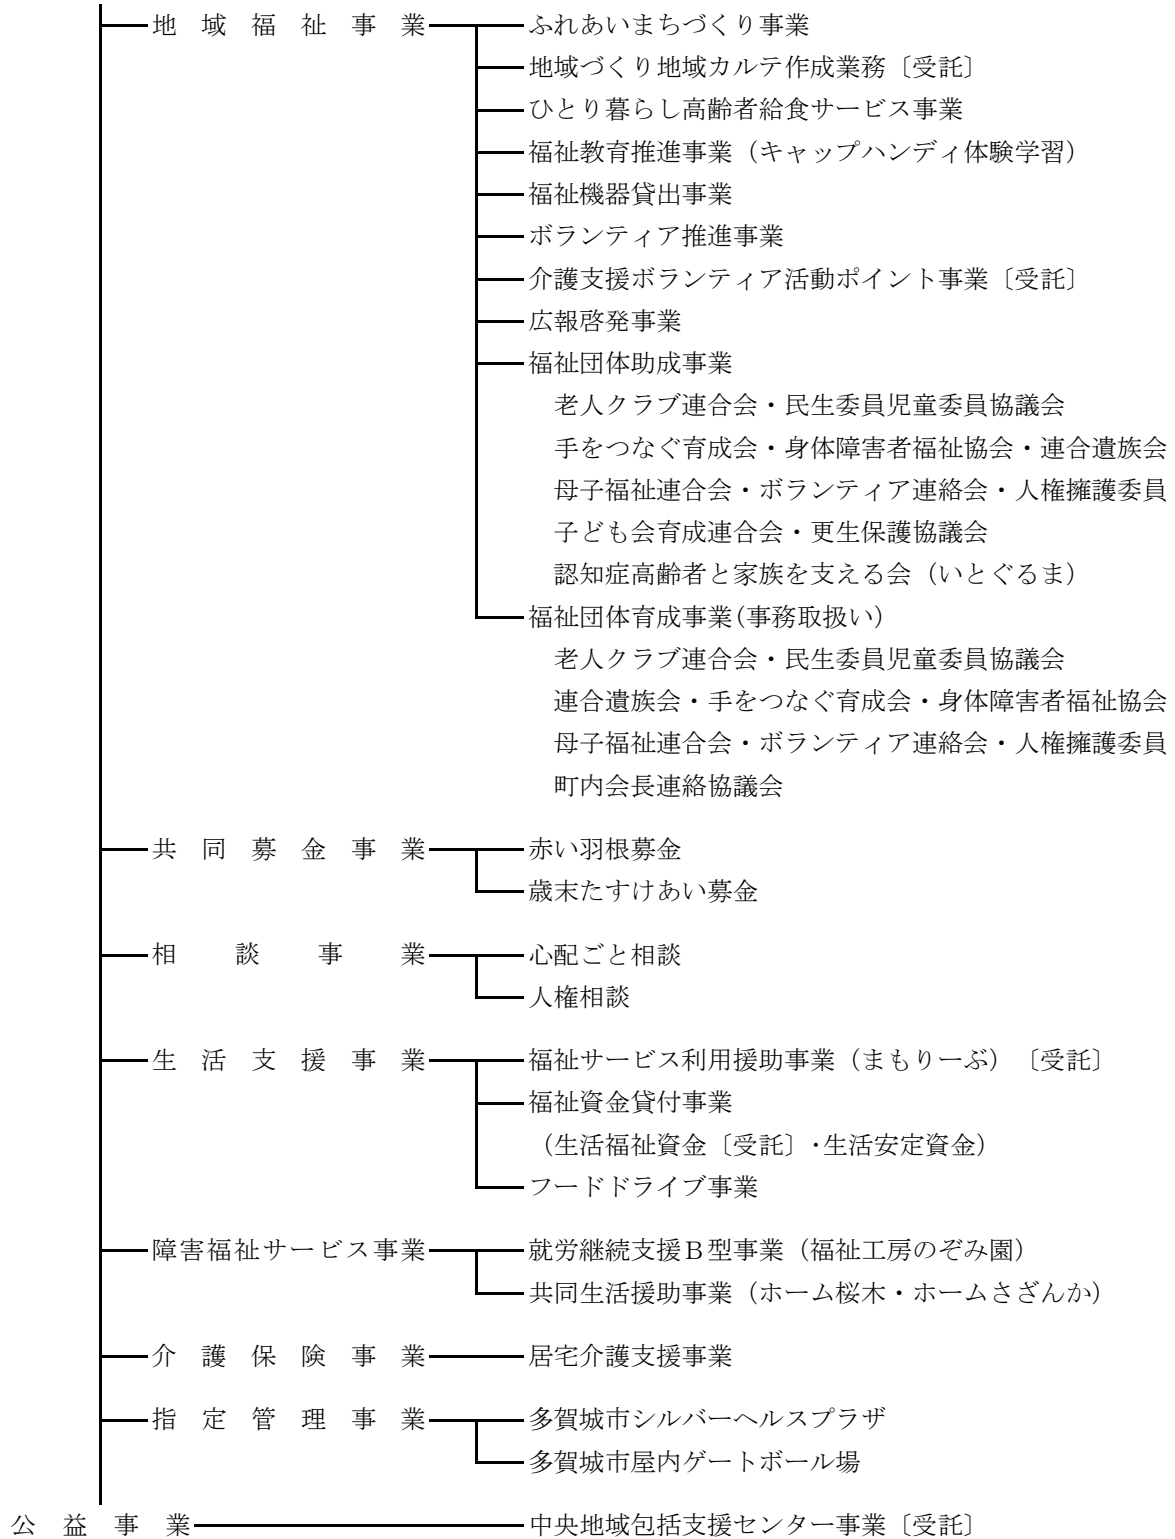 地域福祉事業 ふれあいまちづくり事業
地域づくり地域カルテ作成業務〔受託〕
ひとり暮らし高齢者給食サービス事業
福祉教育推進事業(キャップハンディ体験学習)
福祉機器貸出事業
ボランティア推進事業
介護支援ボランティア活動ポイント事業〔受託〕
広報啓発事業
福祉団体助成事業
老人クラブ連合会・民生委員児童委員協議会
手をつなぐ育成会・身体障害者福祉協会・連合遺族会
母子福祉連合会・ボランティア連絡会・人権擁護委員
子ども会育成連合会・更生保護協議会
認知症高齢者と家族を支える会(いとぐるま)
福祉団体育成事業(事務取扱い)
老人クラブ連合会・民生委員児童委員協議会
連合遺族会・手をつなぐ育成会・身体障害者福祉協会
母子福祉連合会・ボランティア連絡会・人権擁護委員
町内会長連絡協議会
共同募金事業 赤い羽根募金
歳末たすけあい募金
相談事業 心配ごと相談
人権相談
生活支援事業 福祉サービス利用援助事業(まもりーぶ)〔受託〕
福祉資金貸付事業
(生活福祉資金〔受託〕・生活安定資金)
フードドライブ事業
障害福祉サービス事業 就労継続支援B型事業(福祉工房のぞみ園)
共同生活援助事業(ホーム桜木・ホームさざんか)
介護保険事業 居宅介護支援事業
指定管理事業 多賀城市シルバーヘルスプラザ
多賀城市屋内ゲートボール場
公益事業 中央地域包括支援センター事業〔受託〕